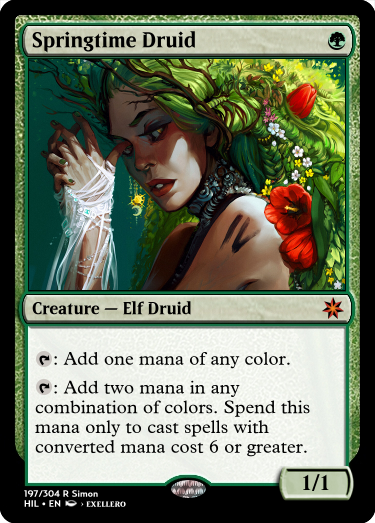 Springtime Druid
Creature — Elf Druid
: Add one mana of any color.
: Add two mana in any
combination of colors. Spend this
mana only to cast spells with
converted mana cost 6 or greater.
1/1
197/304 R Simon
HIL • EN EXELLERO